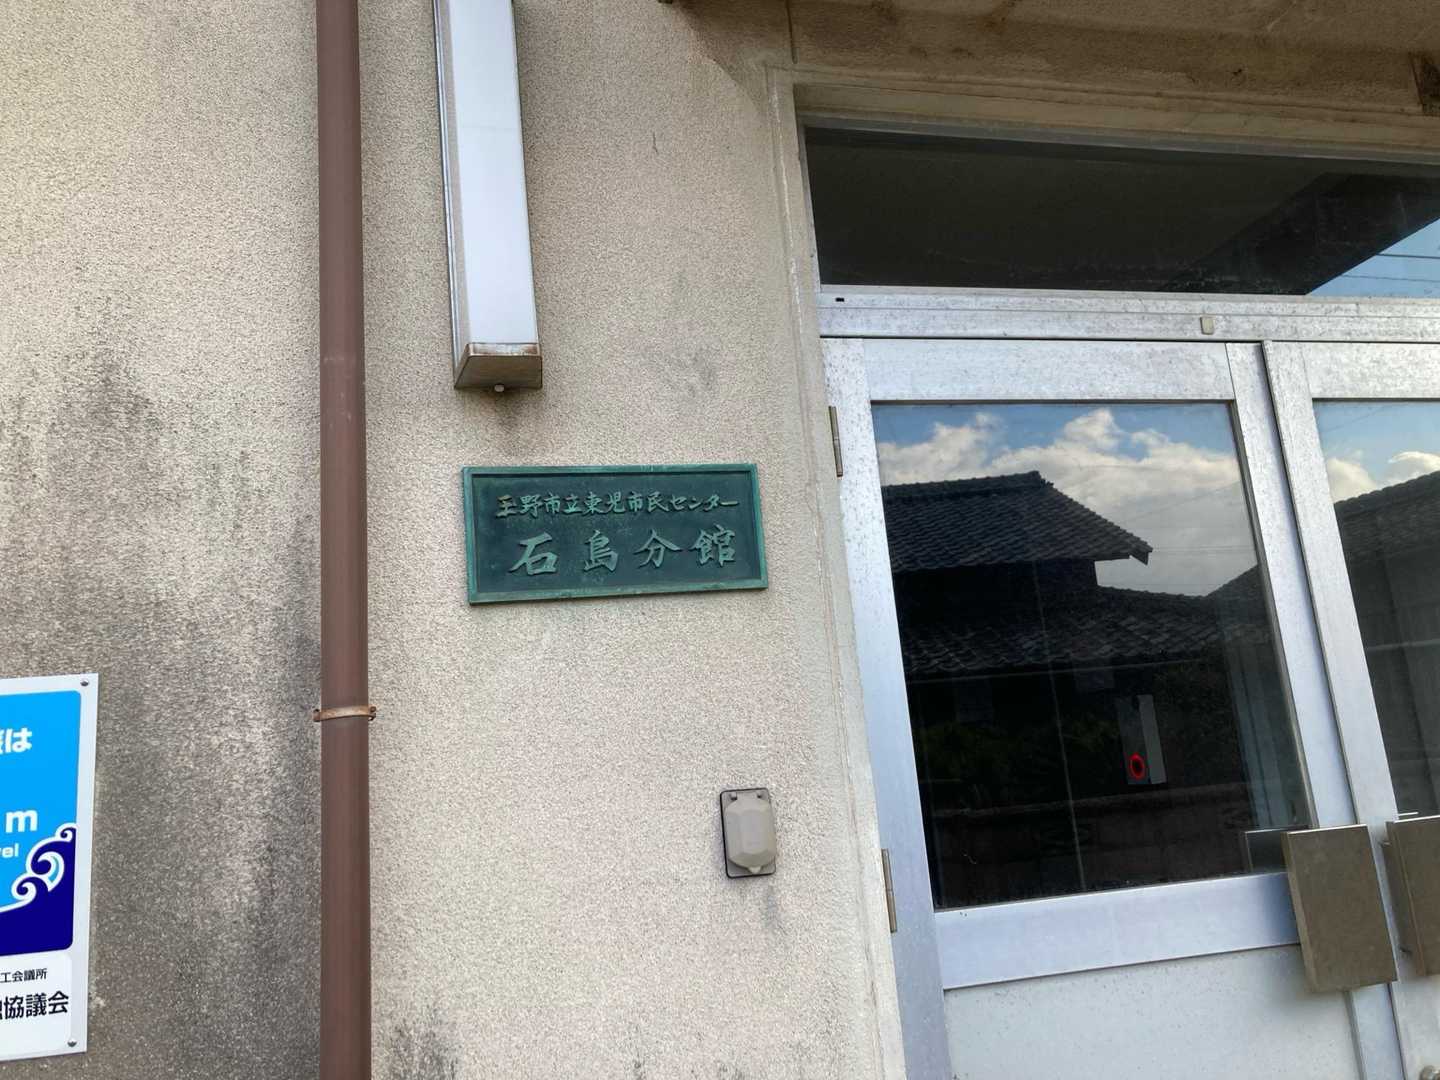 玉野市立東児市民センター
石島分館
は
m
vel
工会議所
協議会